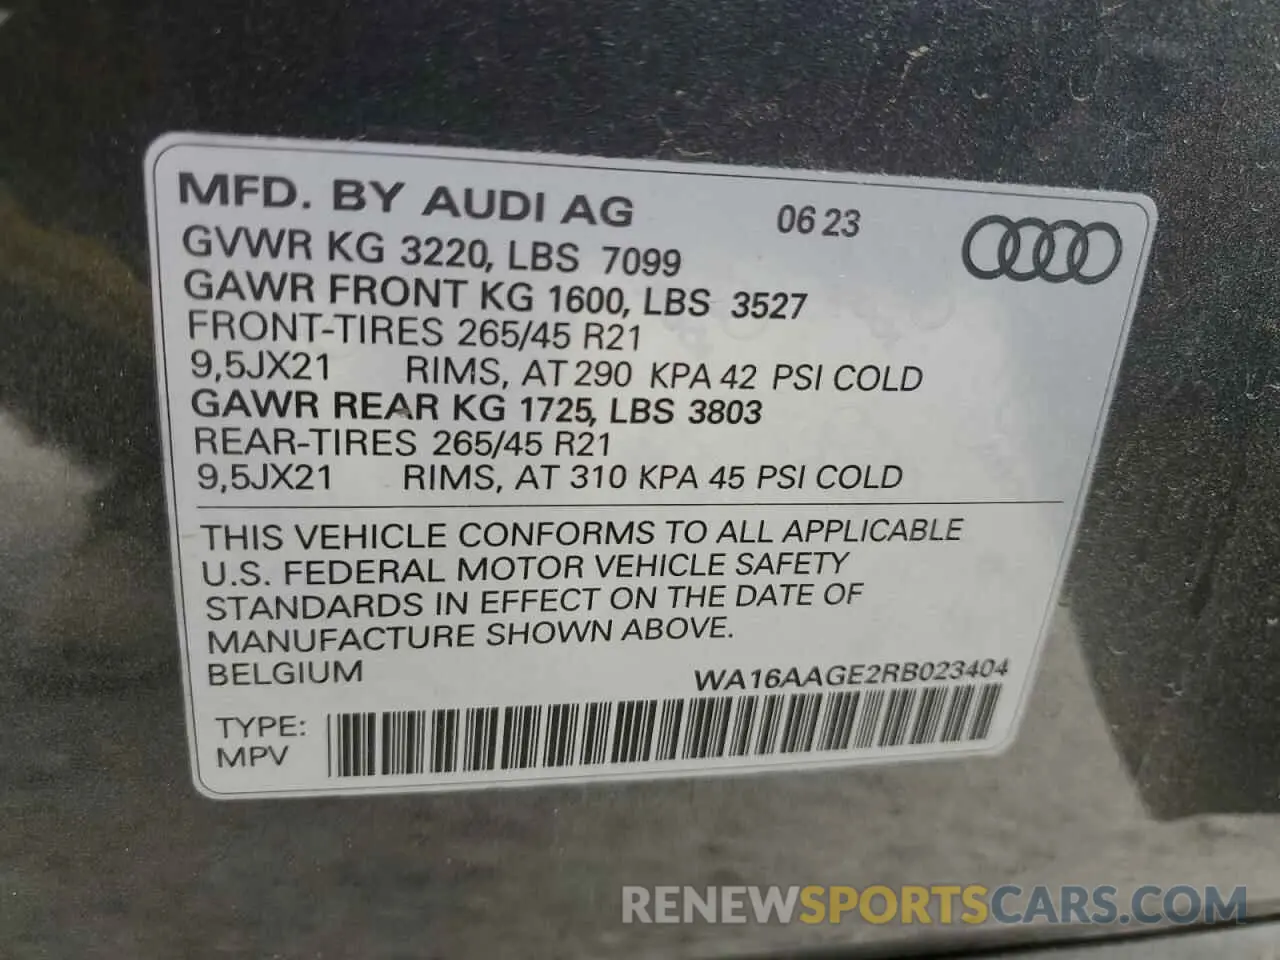 MFD. BY AUDI AG 06 23
GVWR KG 3220, LBS 7099
GAWR FRONT KG 1600, LBS 3527
FRONT-TIRES 265/45 R21
9,5JX21 RIMS, AT 290 KPA 42 PSI COLD
GAWR REAR KG 1725, LBS 3803
REAR-TIRES 265/45 R21
9,5JX21 RIMS, AT 310 KPA 45 PSI COLD
THIS VEHICLE CONFORMS TO ALL APPLICABLE
U.S. FEDERAL MOTOR VEHICLE SAFETY
STANDARDS IN EFFECT ON THE DATE OF
MANUFACTURE SHOWN ABOVE.
BELGIUM WA16AAGE2RB023404
TYPE:
MPV
RENEWSPORTSCARS.COM